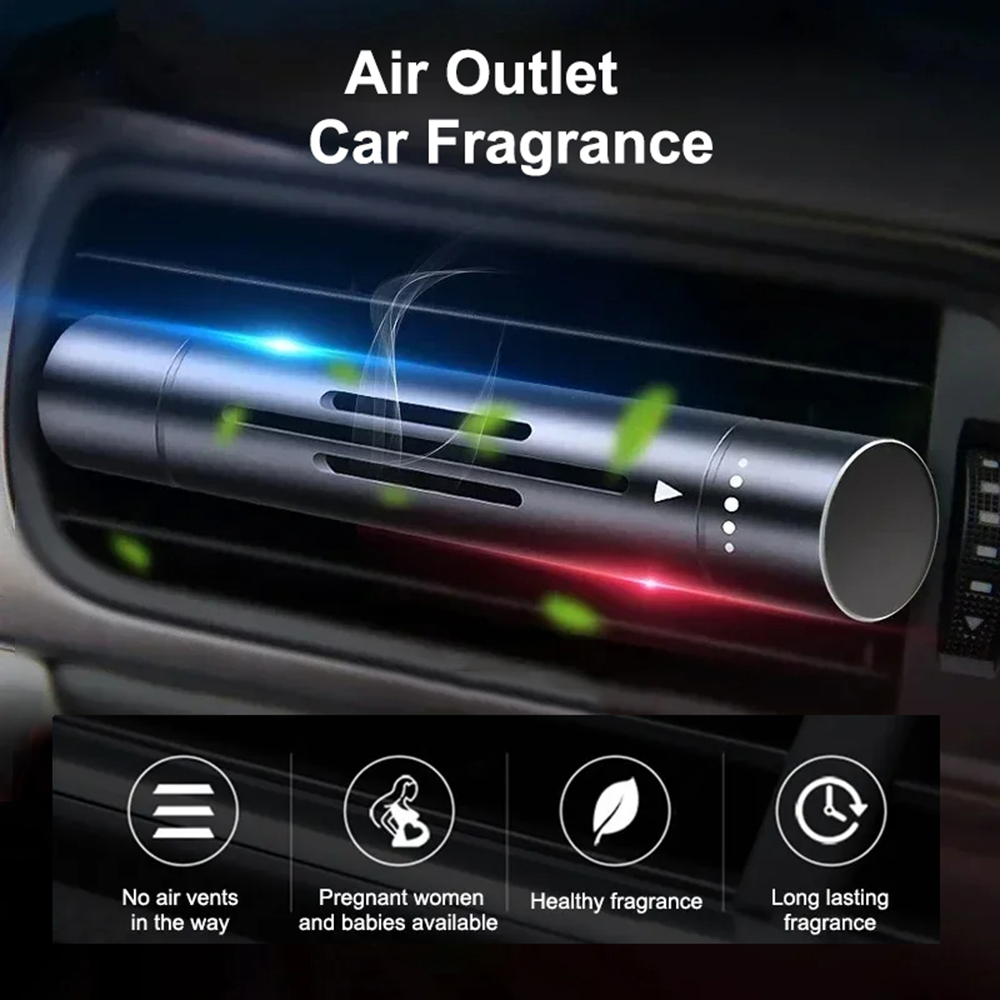 Air Outlet
Car Fragrance
No air vents
in the way
Pregnant women
and babies available
Healthy fragrance
Long lasting
fragrance